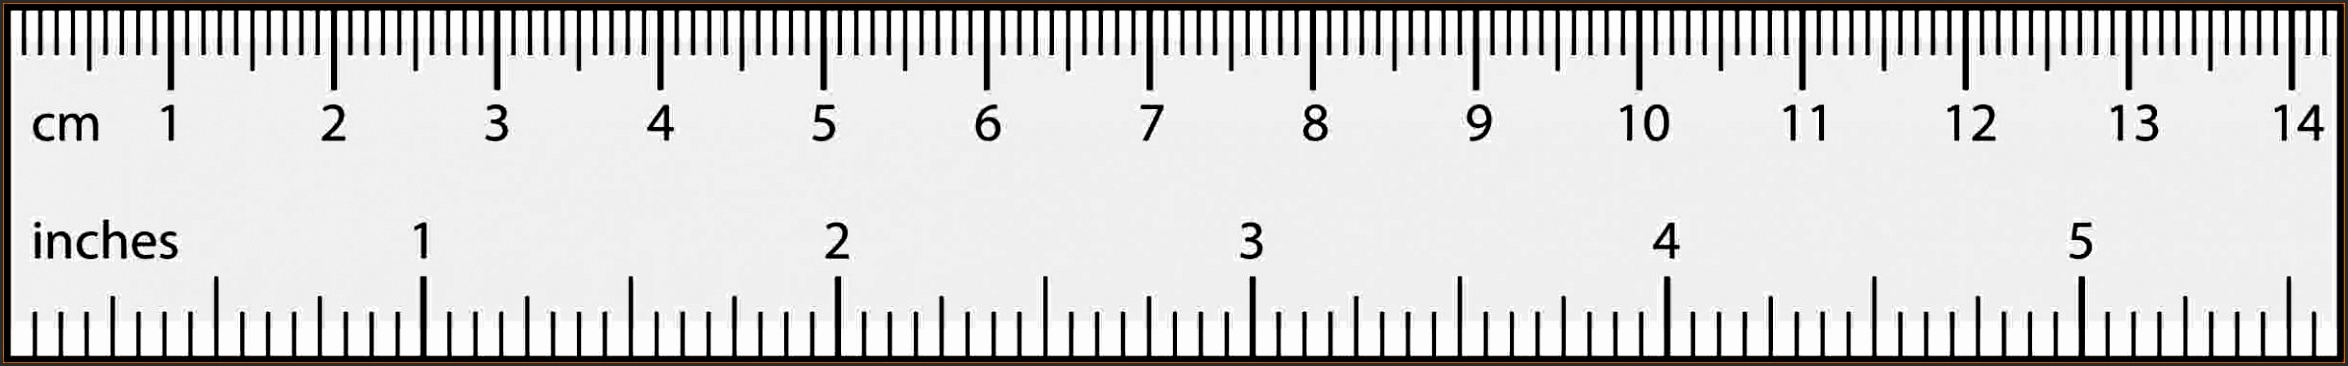 cm 1 2 3 4 5 6 7 8 9 10 11 12 13 14
inches 1 2 3 4 5